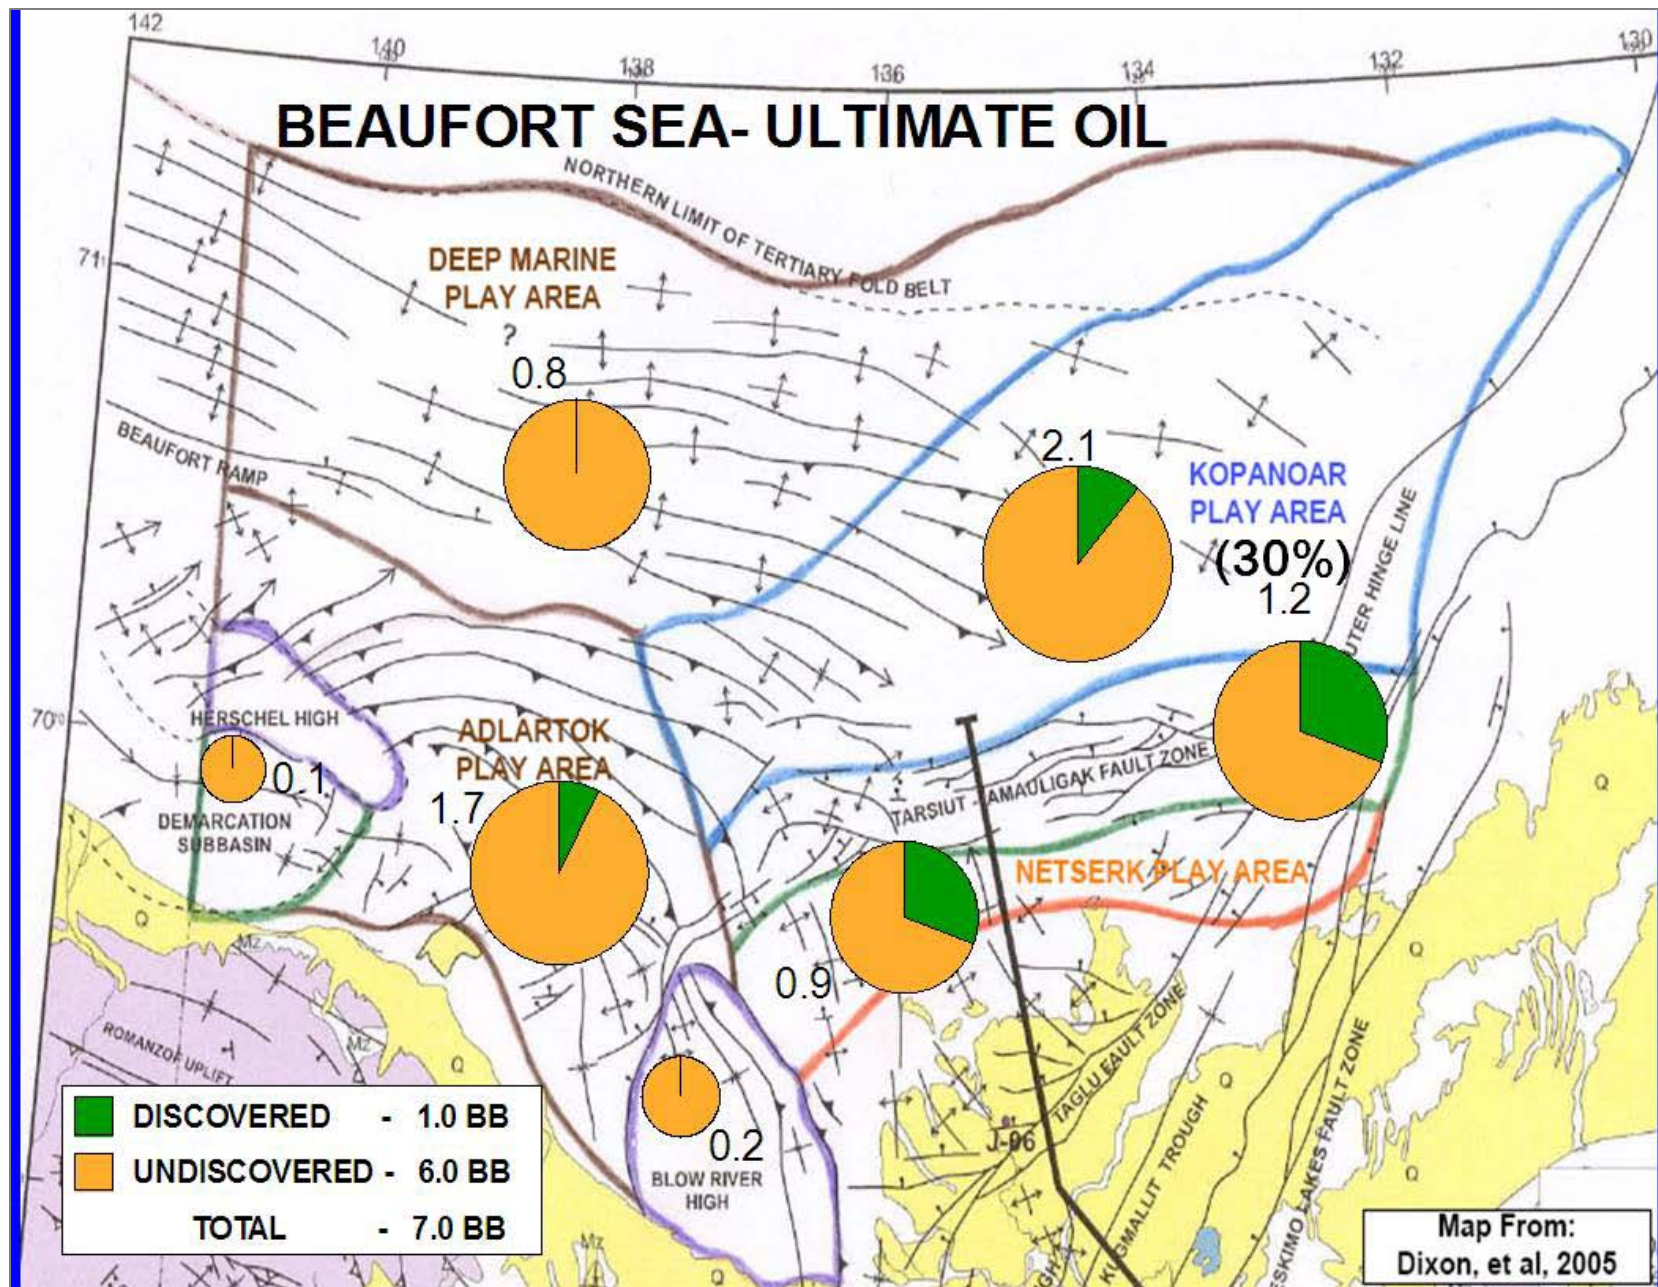 142
140
138
136
134
132
130
BEAUFORT SEA- ULTIMATE OIL
NORTHERN LIMIT OF TERTIARY FOLD BELT
71
DEEP MARINE
PLAY AREA
?
0.8
BEAUFORT RAMP
2.1
KOPANOAR
PLAY AREA
(30%)
1.2
OUTER HINGE LINE
70°
HERSCHEL HIGH
0.1
DEMARCATION
SUBBASIN
ADLARTOK
PLAY AREA
1.7
TARSIUT - AMAULIGAK FAULT ZONE
NETSERK PLAY AREA
0.9
Q
Q
Q
Mz
ROMANZOF UPLIFT
Mz
Q
Q
TAGLU FAULT ZONE
J-06
0.2
BLOW RIVER
HIGH
KUGMALLIT TROUGH
ESKIMO LAKES FAULT ZONE
Q
Mz
Q
DISCOVERED - 1.0 BB
UNDISCOVERED - 6.0 BB
TOTAL - 7.0 BB
Map From:
Dixon, et al, 2005